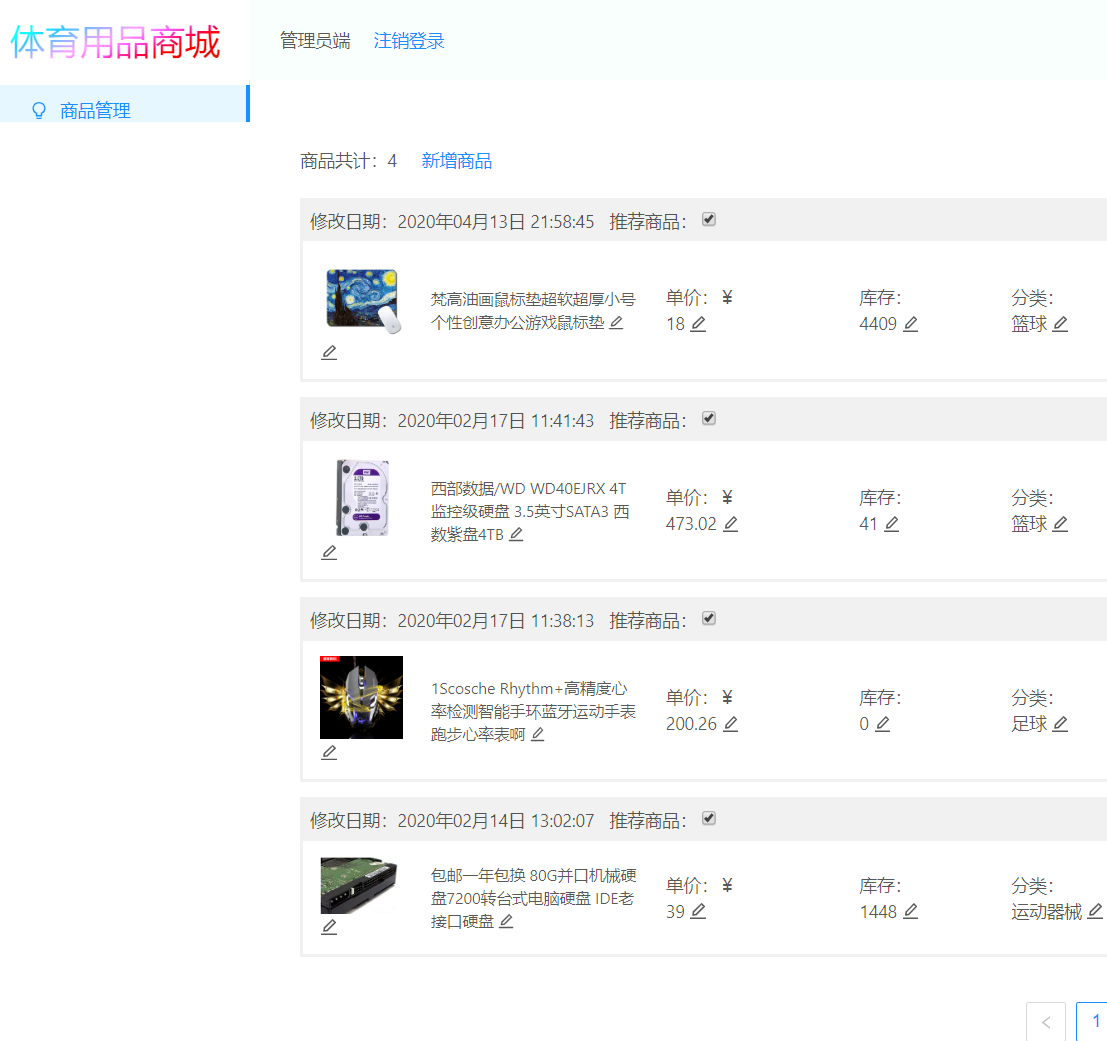 体育用品商城
管理员端 注销登录
商品管理
商品共计：4 新增商品
修改日期：2020年04月13日 21:58:45 推荐商品：
梵高油画鼠标垫超软超厚小号
个性创意办公游戏鼠标垫
单价：¥
18
库存：
4409
分类：
篮球
修改日期：2020年02月17日 11:41:43 推荐商品：
西部数据/WD WD40EJRX 4T
监控级硬盘 3.5英寸SATA3 西
数紫盘4TB
单价：¥
473.02
库存：
41
分类：
篮球
修改日期：2020年02月17日 11:38:13 推荐商品：
1Scosche Rhythm+高精度心
率检测智能手环蓝牙运动手表
跑步心率表啊
单价：¥
200.26
库存：
0
分类：
足球
修改日期：2020年02月14日 13:02:07 推荐商品：
包邮一年包换 80G并口机械硬
盘7200转台式电脑硬盘 IDE老
接口硬盘
单价：¥
39
库存：
1448
分类：
运动器械
< 1